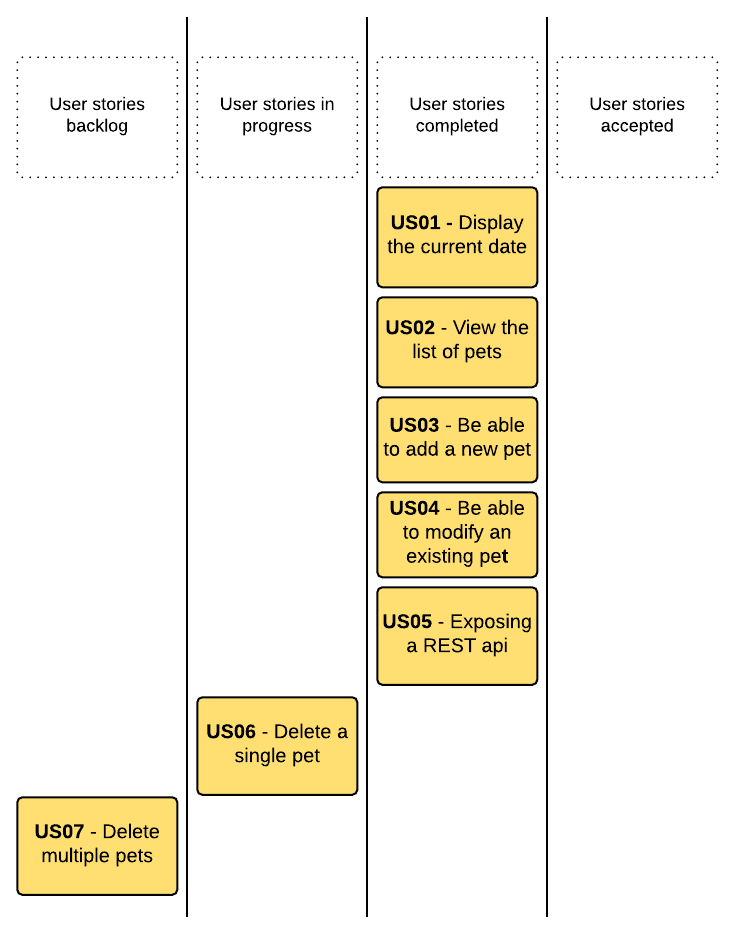 User stories
backlog
User stories in
progress
User stories
completed
User stories
accepted
US01 - Display
the current date
US02 - View the
list of pets
US03 - Be able
to add a new pet
US04 - Be able
to modify an
existing pet
US05 - Exposing
a REST api
US06 - Delete a
single pet
US07 - Delete
multiple pets